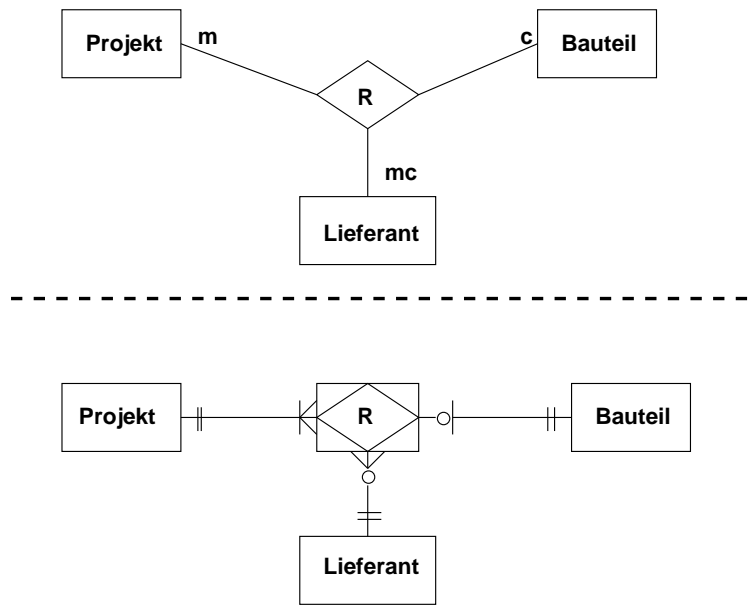 Projekt m c Bauteil
R
mc
Lieferant
Projekt R Bauteil
Lieferant